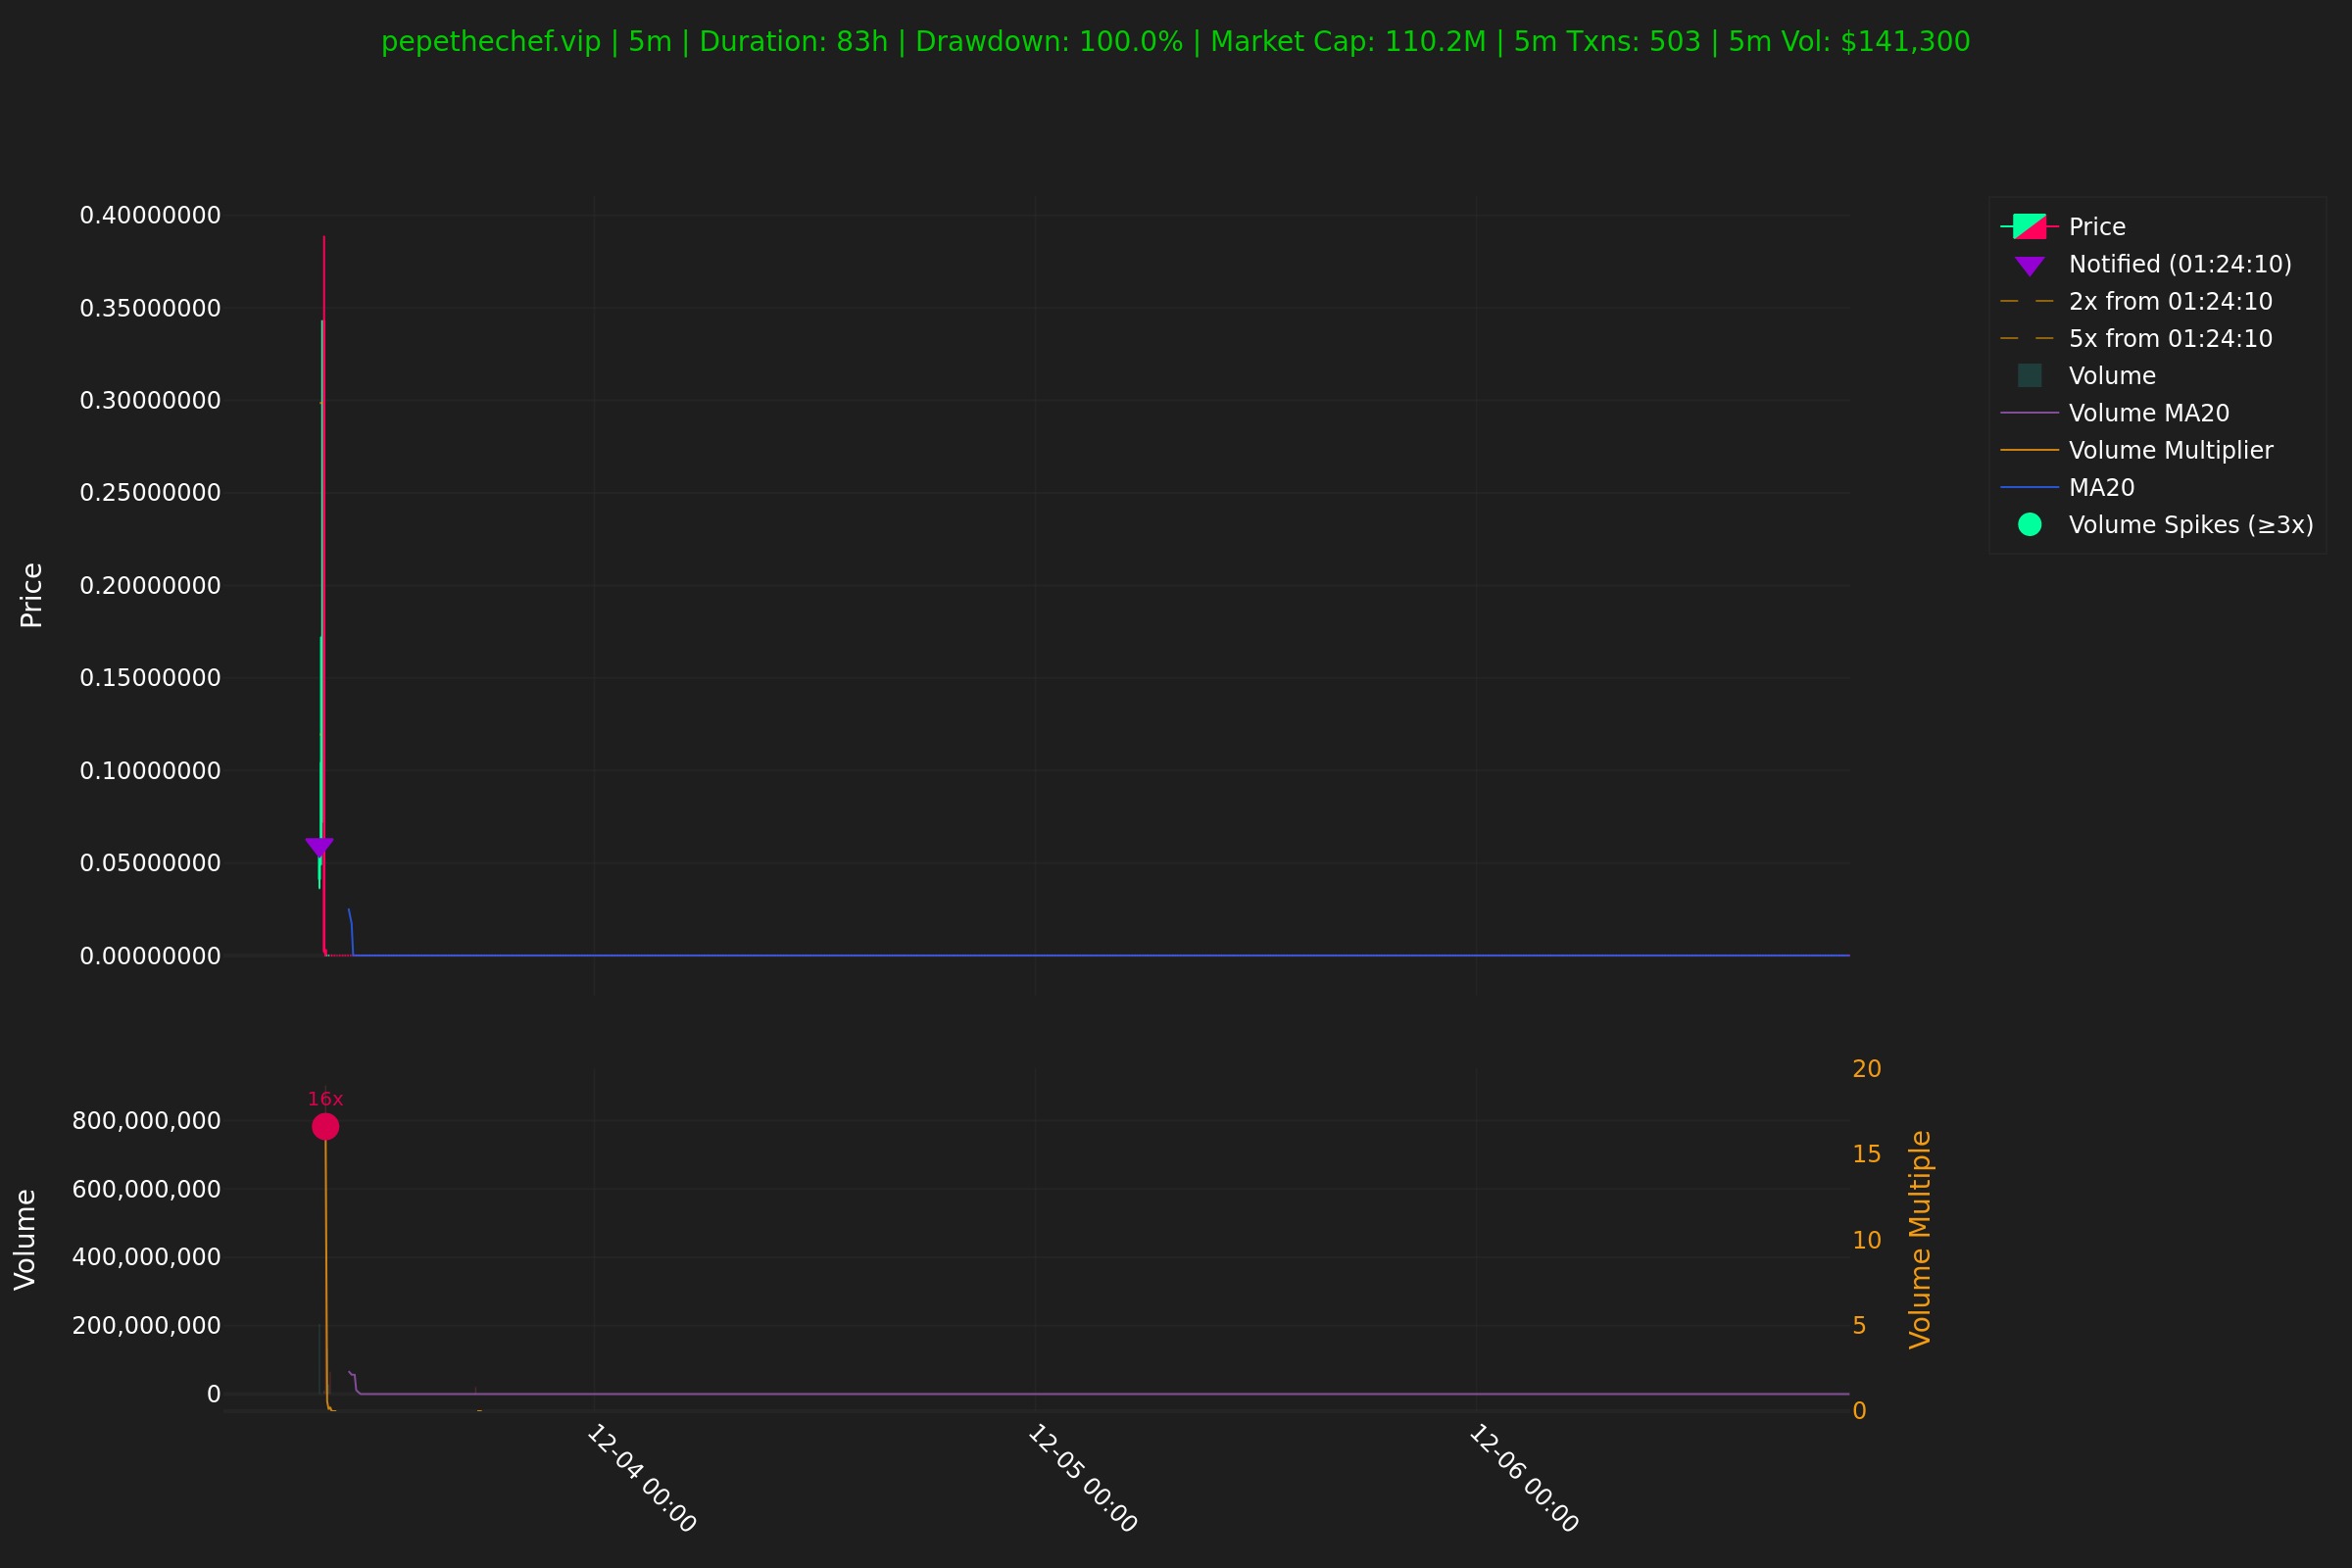 pepethechef.vip | 5m | Duration: 83h | Drawdown: 100.0% | Market Cap: 110.2M | 5m Txns: 503 | 5m Vol: $141,300
Price
0.40000000
0.35000000
0.30000000
0.25000000
0.20000000
0.15000000
0.10000000
0.05000000
0.00000000
Price
Notified (01:24:10)
2x from 01:24:10
5x from 01:24:10
Volume
Volume MA20
Volume Multiplier
MA20
Volume Spikes (≥3x)
Volume
800,000,000
600,000,000
400,000,000
200,000,000
0
16x
20
15
10
5
0
Volume Multiple
12-04 00:00
12-05 00:00
12-06 00:00